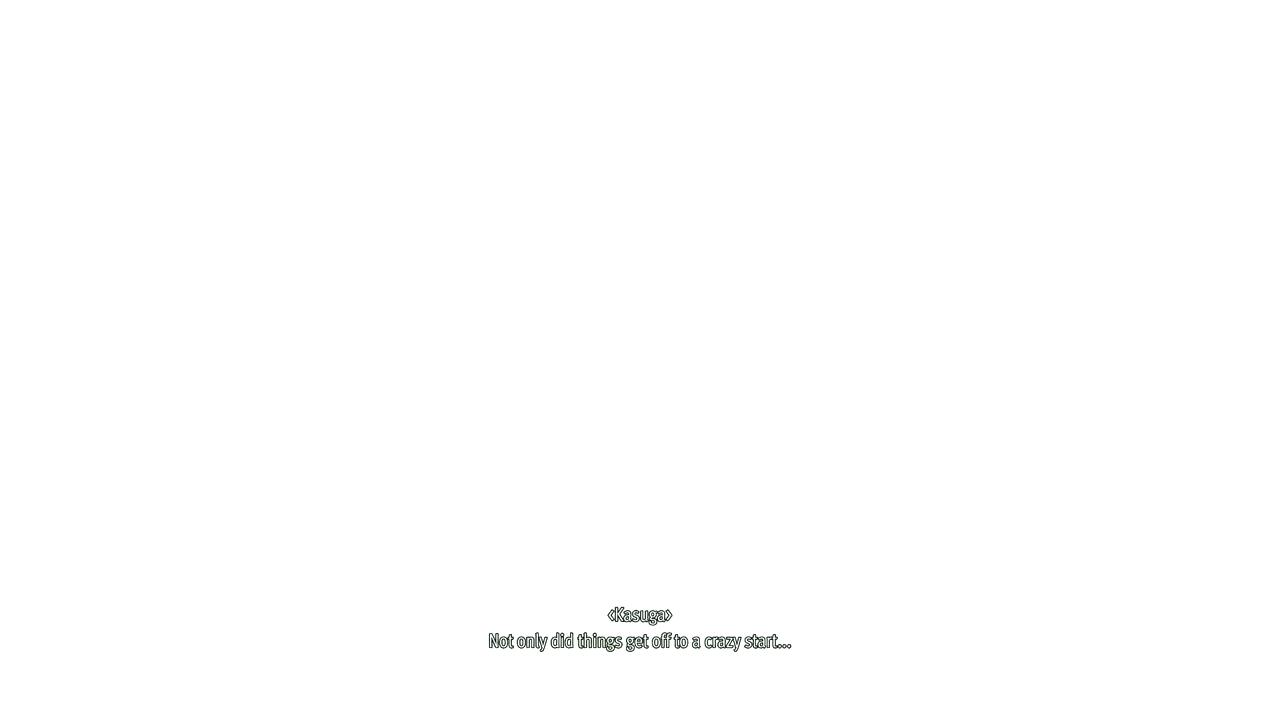 ‹Kasuga›
Not only did things get off to a crazy start...